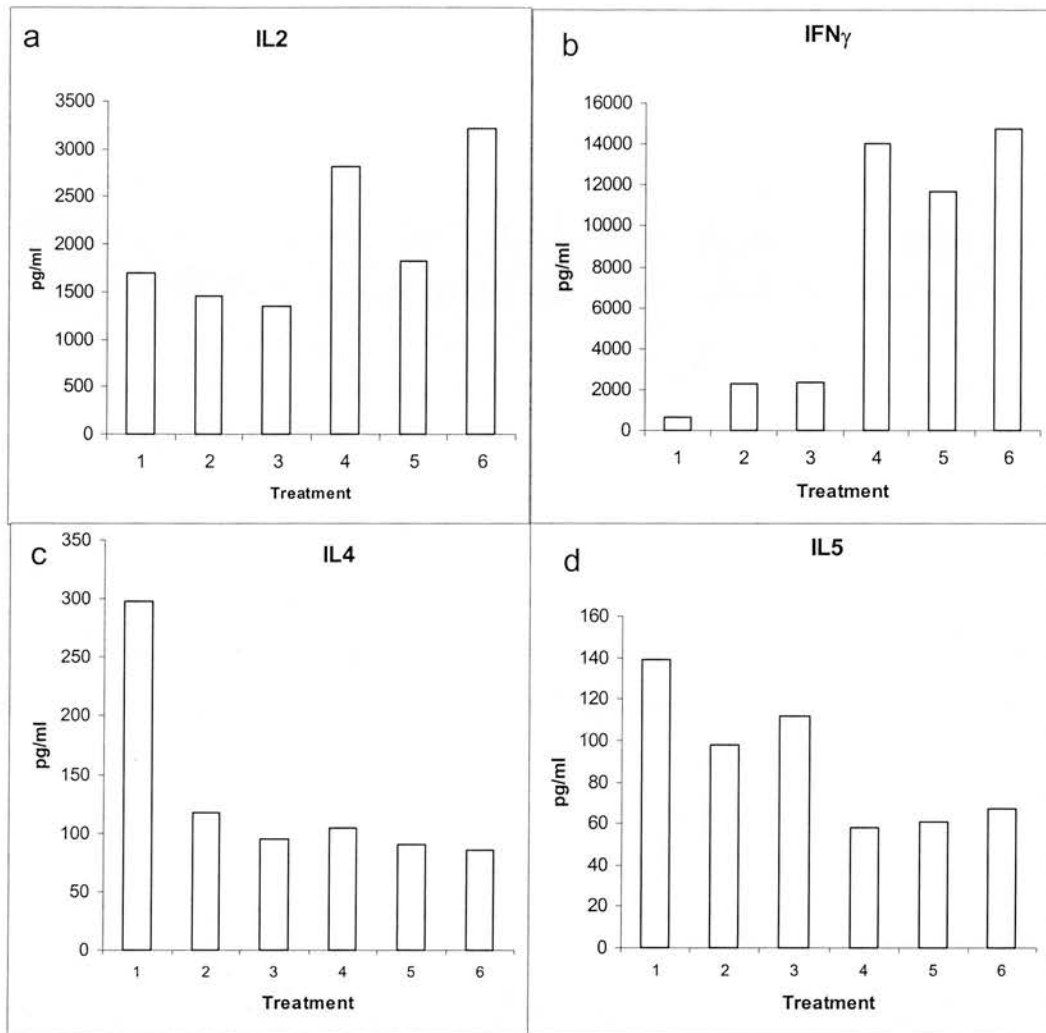 a
IL2
3500
3000
2500
2000
1500
1000
500
0
pg/ml
1 2 3 4 5 6
Treatment
b
IFNγ
16000
14000
12000
10000
8000
6000
4000
2000
0
pg/ml
1 2 3 4 5 6
Treatment
c
IL4
350
300
250
200
150
100
50
0
pg/ml
1 2 3 4 5 6
Treatment
d
IL5
160
140
120
100
80
60
40
20
0
pg/ml
1 2 3 4 5 6
Treatment